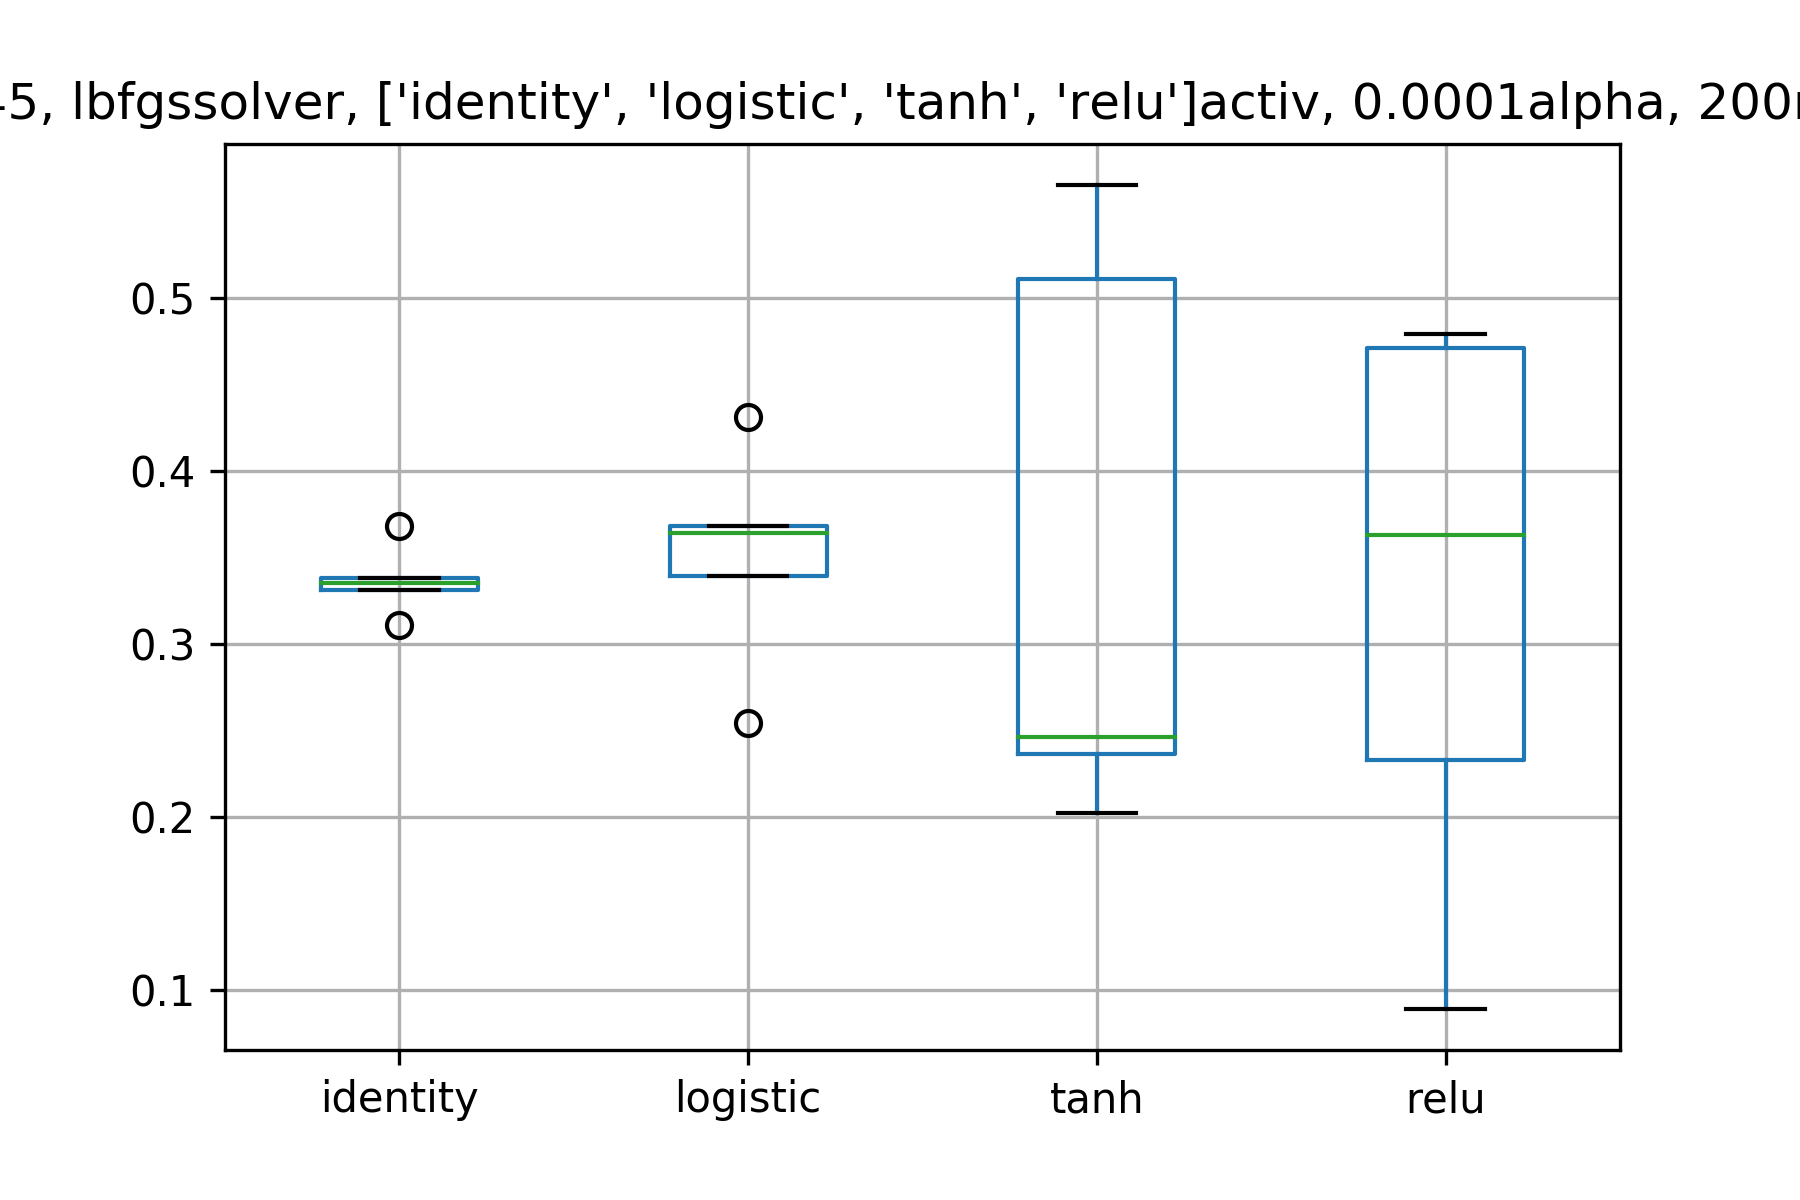 -5, lbfgssolver, ['identity', 'logistic', 'tanh', 'relu']activ, 0.0001alpha, 200
0.5
0.4
0.3
0.2
0.1
identity logistic tanh relu